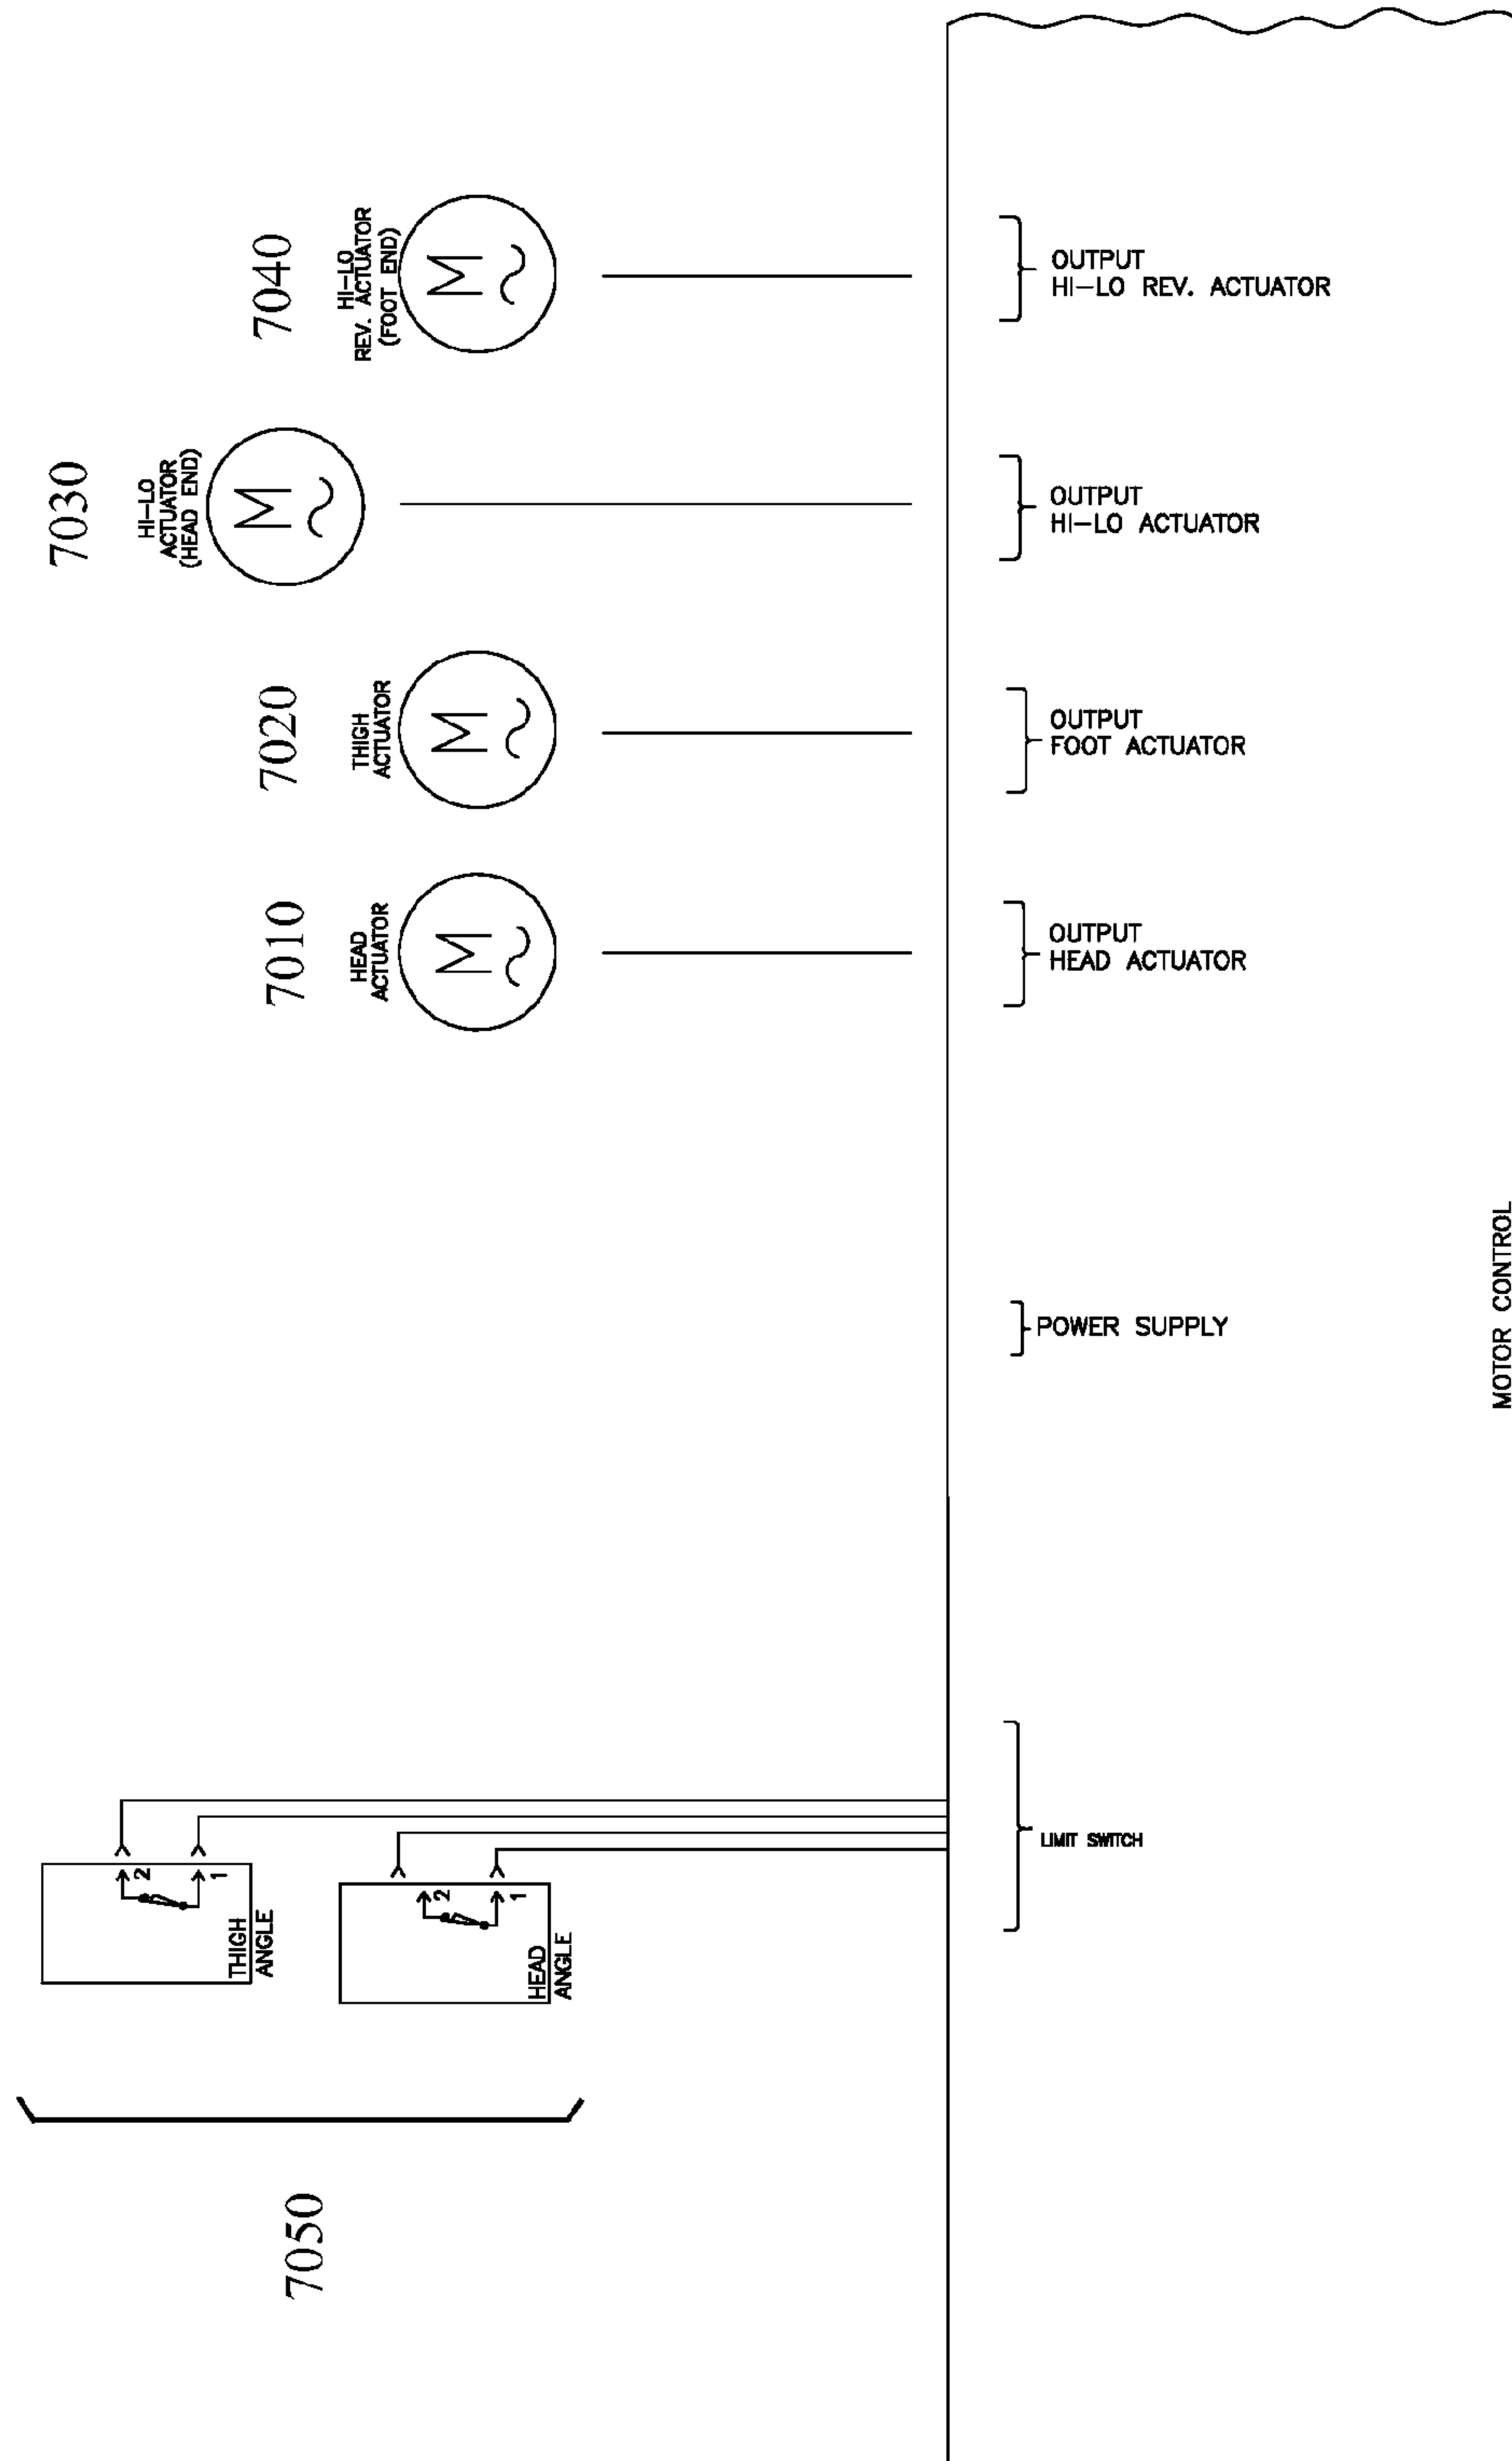 7040
HI-LO
REV. ACTUATOR
(FOOT END)
M
OUTPUT
HI-LO REV. ACTUATOR
7030
HI-LO
ACTUATOR
(HEAD END)
M
OUTPUT
HI-LO ACTUATOR
7020
THIGH
ACTUATOR
M
OUTPUT
FOOT ACTUATOR
7010
HEAD
ACTUATOR
M
OUTPUT
HEAD ACTUATOR
POWER SUPPLY
MOTOR CONTROL
2
1
THIGH
ANGLE
2
1
HEAD
ANGLE
LIMIT SWITCH
7050